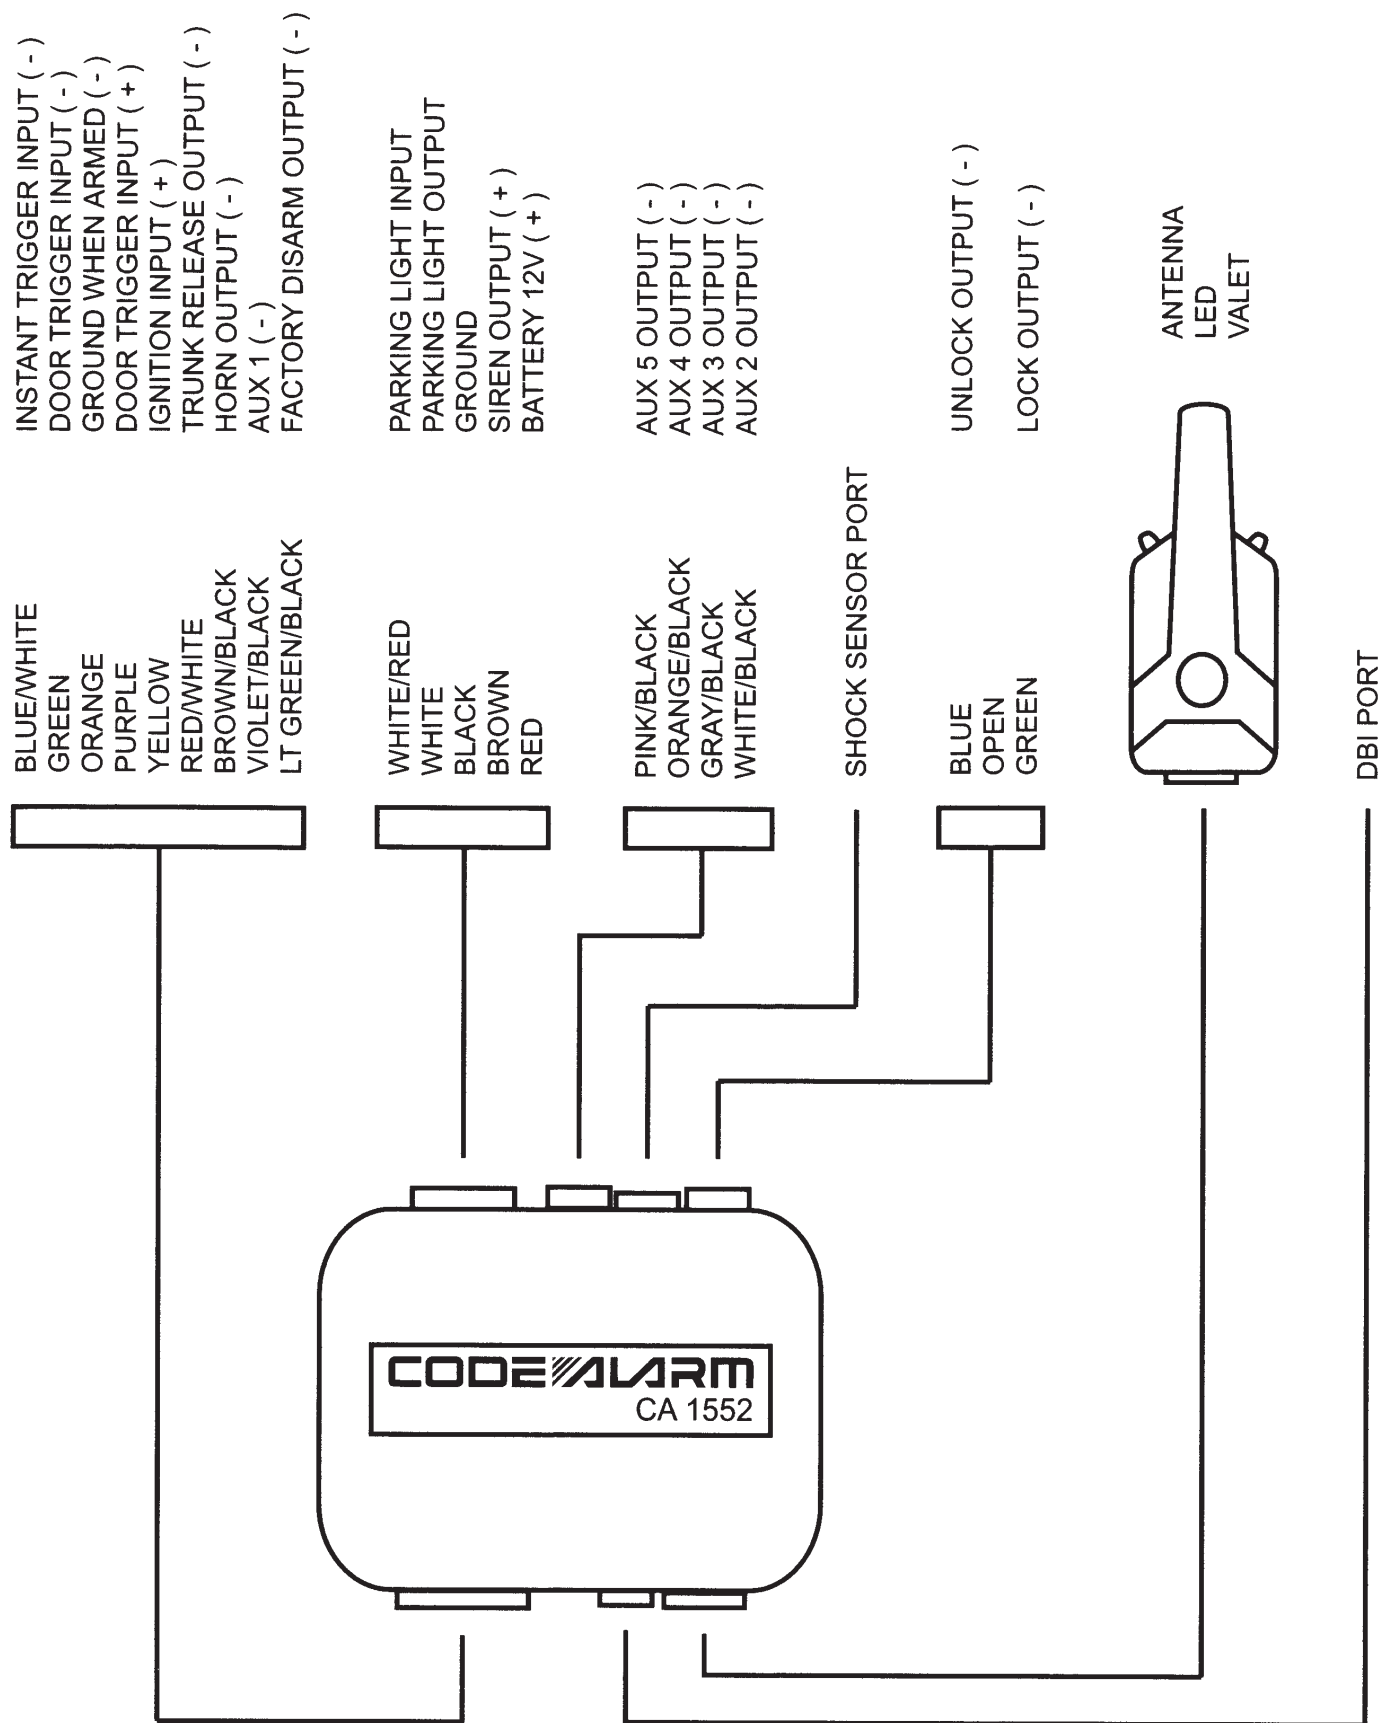 BLUE/WHITE INSTANT TRIGGER INPUT ( - )
GREEN DOOR TRIGGER INPUT ( - )
ORANGE GROUND WHEN ARMED ( - )
PURPLE DOOR TRIGGER INPUT ( + )
YELLOW IGNITION INPUT ( + )
RED/WHITE TRUNK RELEASE OUTPUT ( - )
BROWN/BLACK HORN OUTPUT ( - )
VIOLET/BLACK AUX 1 ( - )
LT GREEN/BLACK FACTORY DISARM OUTPUT ( - )
WHITE/RED PARKING LIGHT INPUT
WHITE PARKING LIGHT OUTPUT
BLACK GROUND
BROWN SIREN OUTPUT ( + )
RED BATTERY 12V ( + )
PINK/BLACK AUX 5 OUTPUT ( - )
ORANGE/BLACK AUX 4 OUTPUT ( - )
GRAY/BLACK AUX 3 OUTPUT ( - )
WHITE/BLACK AUX 2 OUTPUT ( - )
SHOCK SENSOR PORT
BLUE UNLOCK OUTPUT ( - )
OPEN
GREEN LOCK OUTPUT ( - )
ANTENNA
LED
VALET
DBI PORT
CODE ALARM
CA 1552